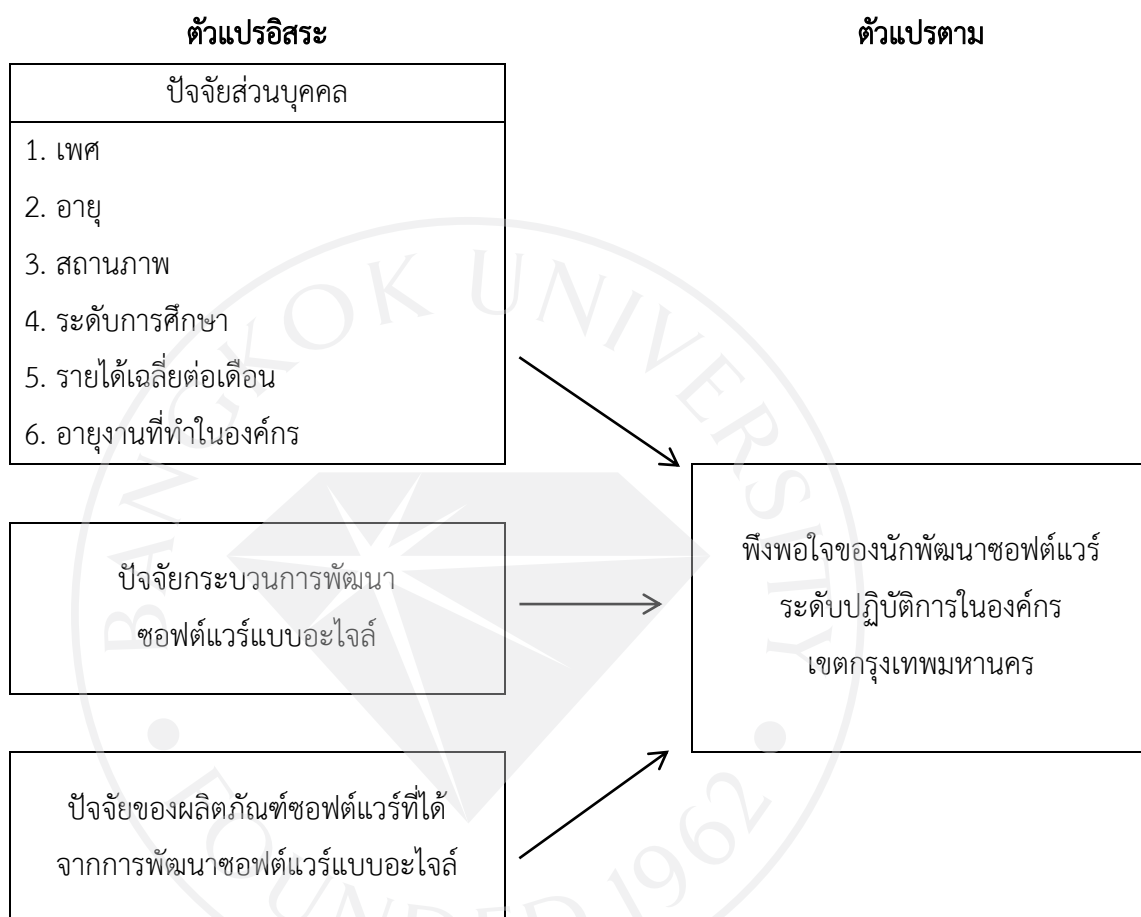 ตัวแปรอิสระ
ตัวแปรตาม
ปัจจัยส่วนบุคคล
1. เพศ
2. อายุ
3. สถานภาพ
4. ระดับการศึกษา
5. รายได้เฉลี่ยต่อเดือน
6. อายุงานที่ทำในองค์กร
ปัจจัยกระบวนการพัฒนา
ซอฟต์แวร์แบบอะไจล์
ปัจจัยของผลิตภัณฑ์ซอฟต์แวร์ที่ได้
จากการพัฒนาซอฟต์แวร์แบบอะไจล์
พึงพอใจของนักพัฒนาซอฟต์แวร์
ระดับปฏิบัติการในองค์กร
เขตกรุงเทพมหานคร
BANGKOK UNIVERSITY
FOUNDED 1962